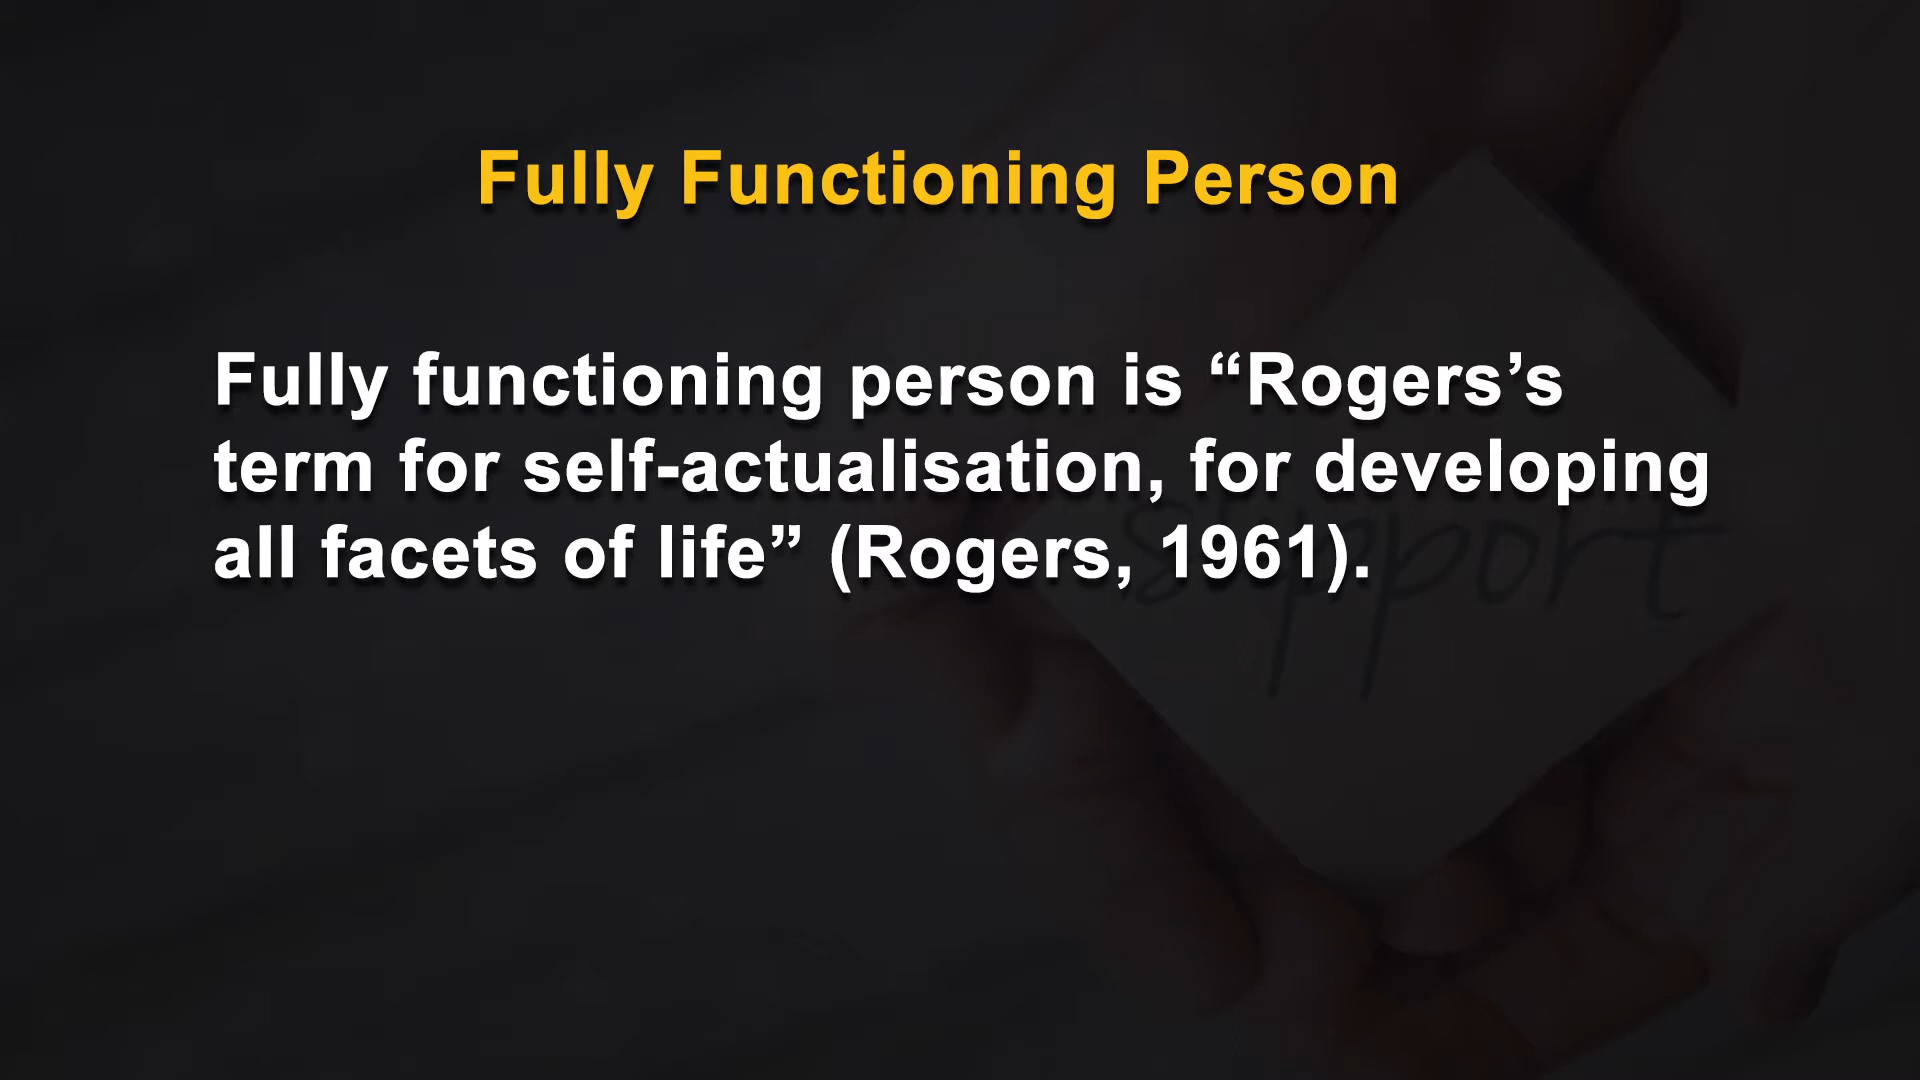 Fully Functioning Person
Fully functioning person is “Rogers’s
term for self-actualisation, for developing
all facets of life” (Rogers, 1961).
support